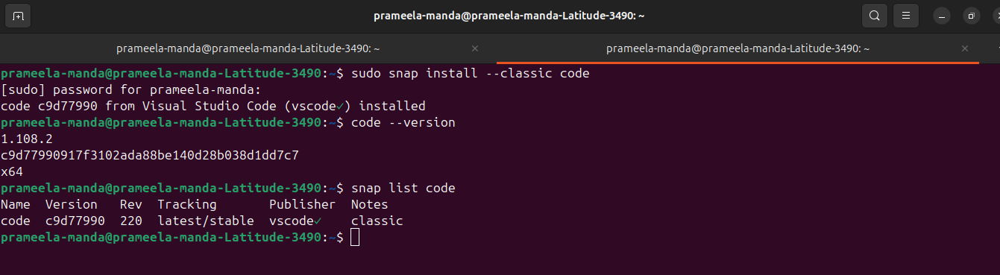 prameela-manda@prameela-manda-Latitude-3490: ~
prameela-manda@prameela-manda-Latitude-3490: ~
prameela-manda@prameela-manda-Latitude-3490: ~
prameela-manda@prameela-manda-Latitude-3490:~$ sudo snap install --classic code
[sudo] password for prameela-manda:
code c9d77990 from Visual Studio Code (vscode✓) installed
prameela-manda@prameela-manda-Latitude-3490:~$ code --version
1.108.2
c9d77990917f3102ada88be140d28b038d1dd7c7
x64
prameela-manda@prameela-manda-Latitude-3490:~$ snap list code
Name  Version   Rev  Tracking       Publisher  Notes
code  c9d77990  220  latest/stable  vscode✓    classic
prameela-manda@prameela-manda-Latitude-3490:~$